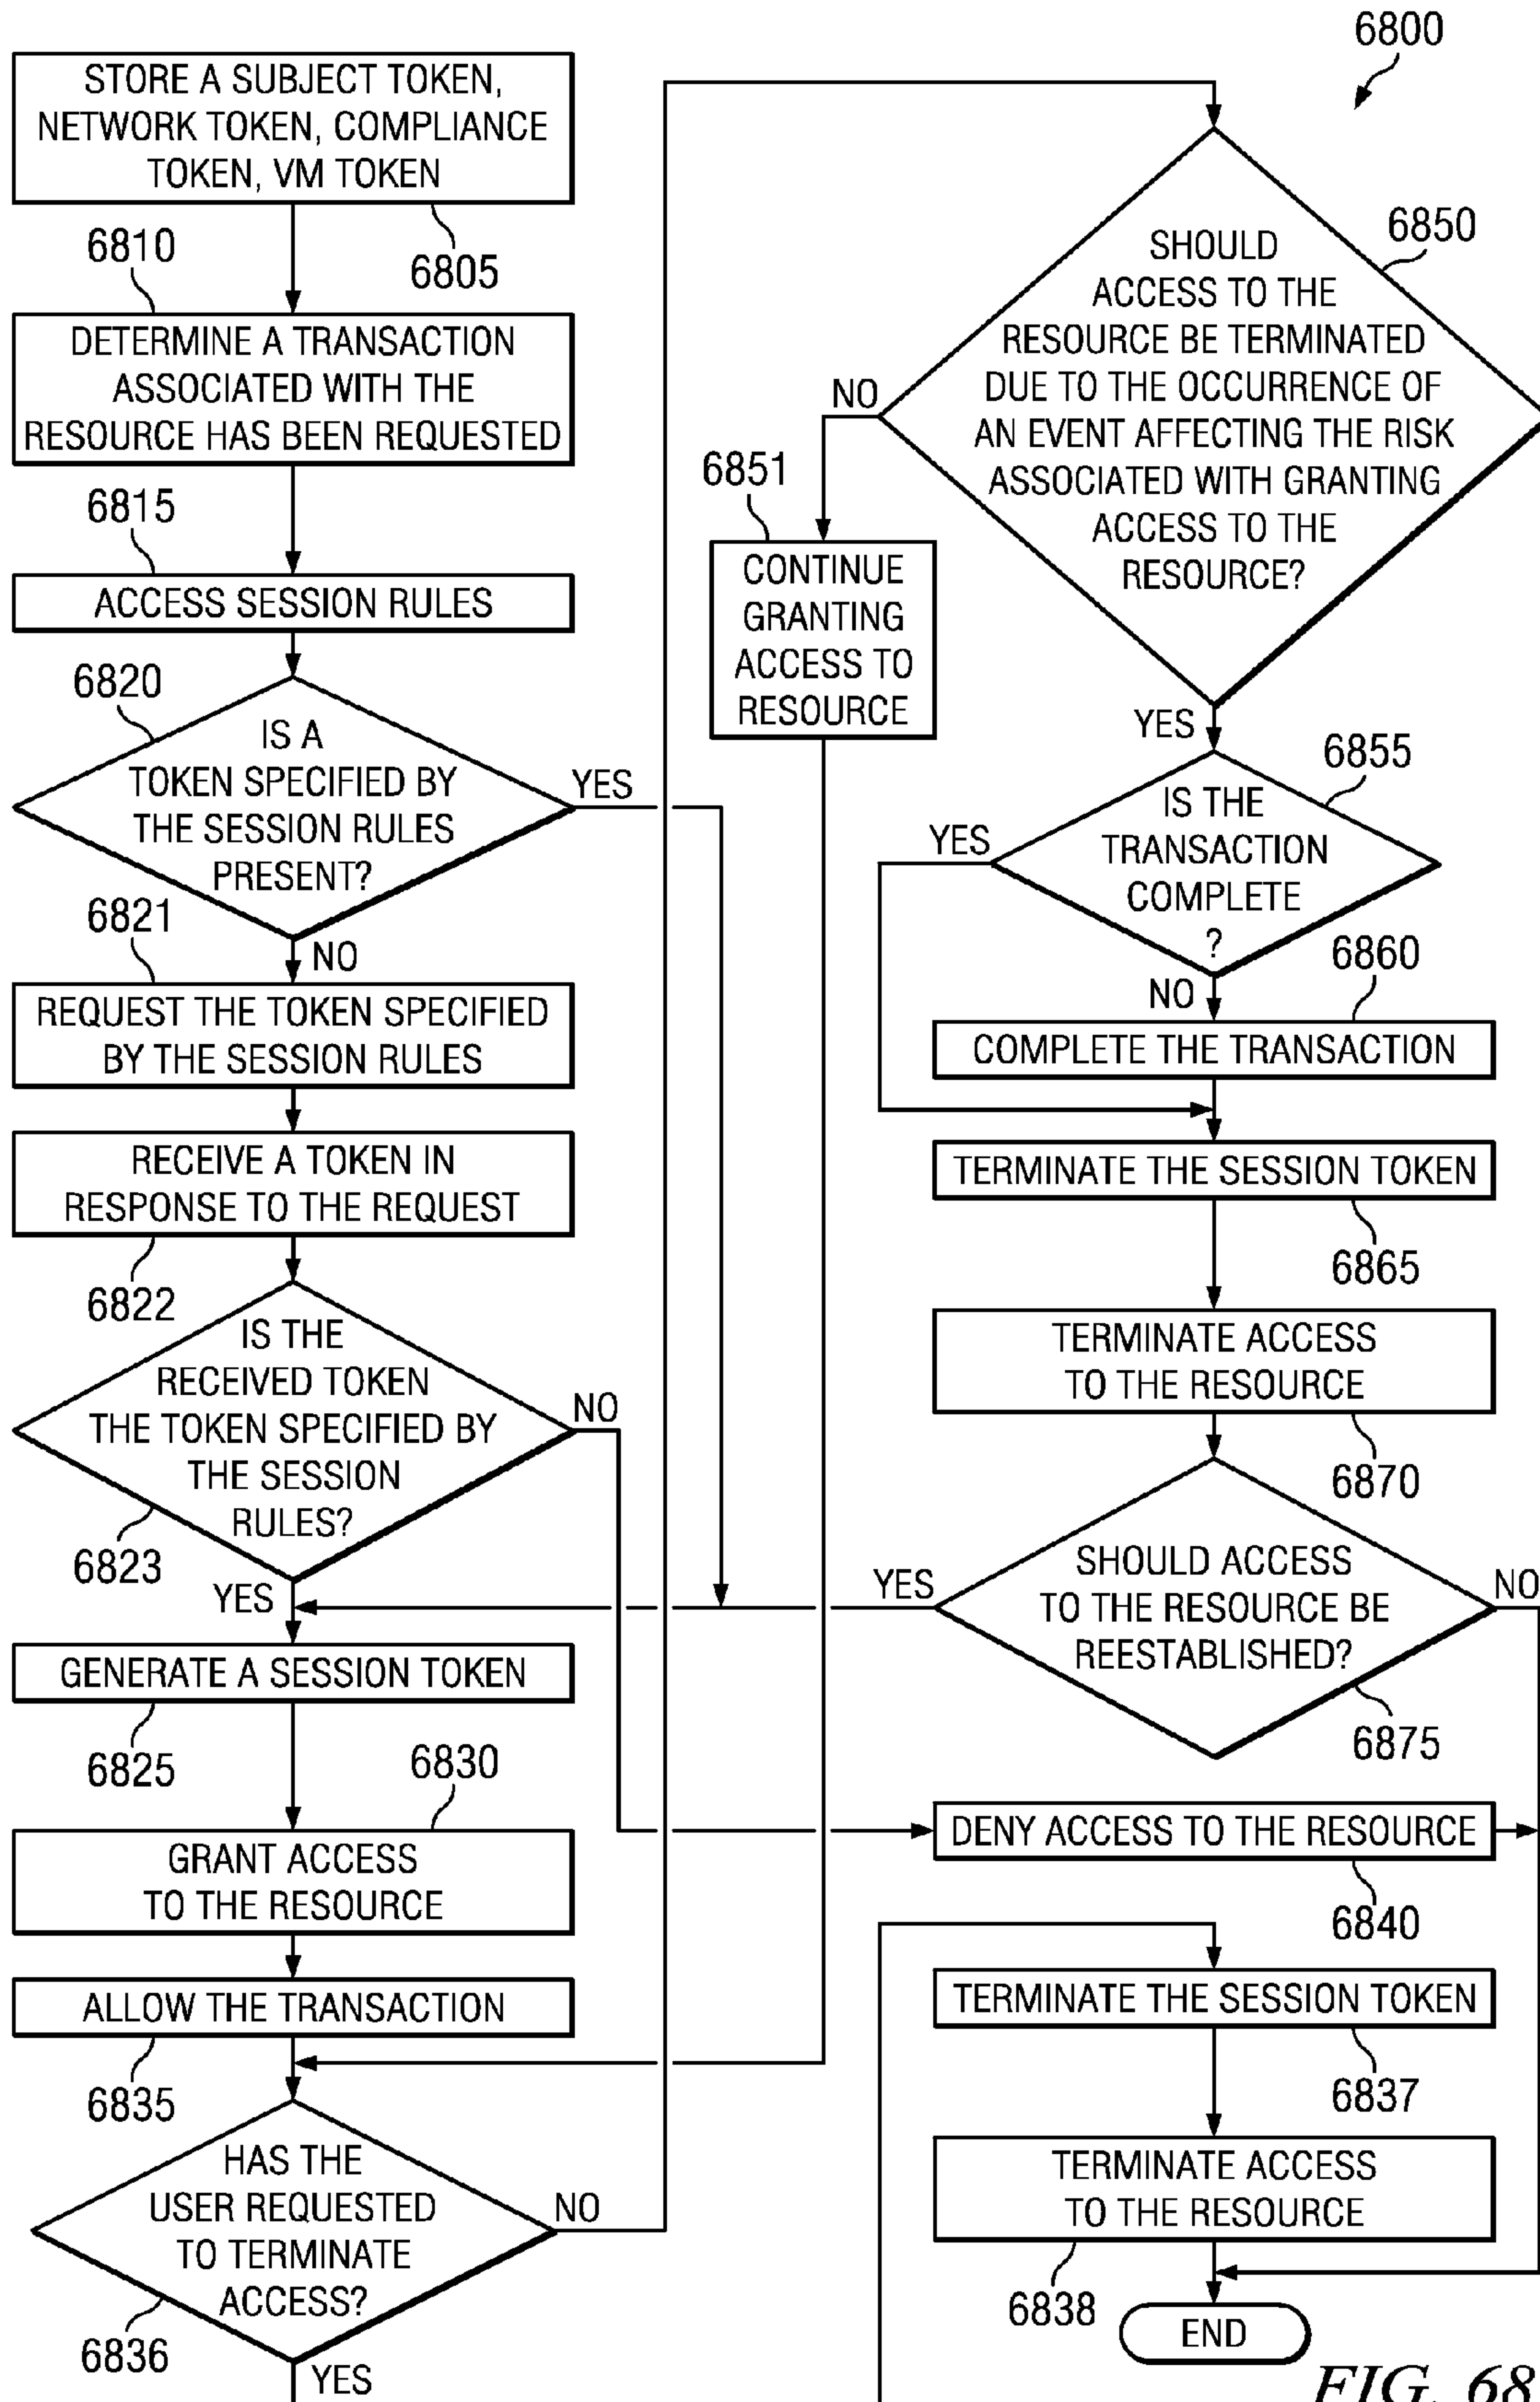 6800
STORE A SUBJECT TOKEN,
NETWORK TOKEN, COMPLIANCE
TOKEN, VM TOKEN
6805
6810
DETERMINE A TRANSACTION
ASSOCIATED WITH THE
RESOURCE HAS BEEN REQUESTED
6815
ACCESS SESSION RULES
6820
IS A
TOKEN SPECIFIED BY
THE SESSION RULES
PRESENT?
YES
NO
6821
REQUEST THE TOKEN SPECIFIED
BY THE SESSION RULES
RECEIVE A TOKEN IN
RESPONSE TO THE REQUEST
6822
IS THE
RECEIVED TOKEN
THE TOKEN SPECIFIED BY
THE SESSION
RULES?
6823
NO
YES
GENERATE A SESSION TOKEN
6825
6830
GRANT ACCESS
TO THE RESOURCE
ALLOW THE TRANSACTION
6835
HAS THE
USER REQUESTED
TO TERMINATE
ACCESS?
6836
NO
YES
6850
SHOULD
ACCESS TO THE
RESOURCE BE TERMINATED
DUE TO THE OCCURRENCE OF
AN EVENT AFFECTING THE RISK
ASSOCIATED WITH GRANTING
ACCESS TO THE
RESOURCE?
NO
6851
CONTINUE
GRANTING
ACCESS TO
RESOURCE
YES
6855
IS THE
TRANSACTION
COMPLETE
?
YES
NO
6860
COMPLETE THE TRANSACTION
TERMINATE THE SESSION TOKEN
6865
TERMINATE ACCESS
TO THE RESOURCE
6870
SHOULD ACCESS
TO THE RESOURCE BE
REESTABLISHED?
YES
NO
6875
DENY ACCESS TO THE RESOURCE
6840
TERMINATE THE SESSION TOKEN
6837
TERMINATE ACCESS
TO THE RESOURCE
6838
END
FIG. 68